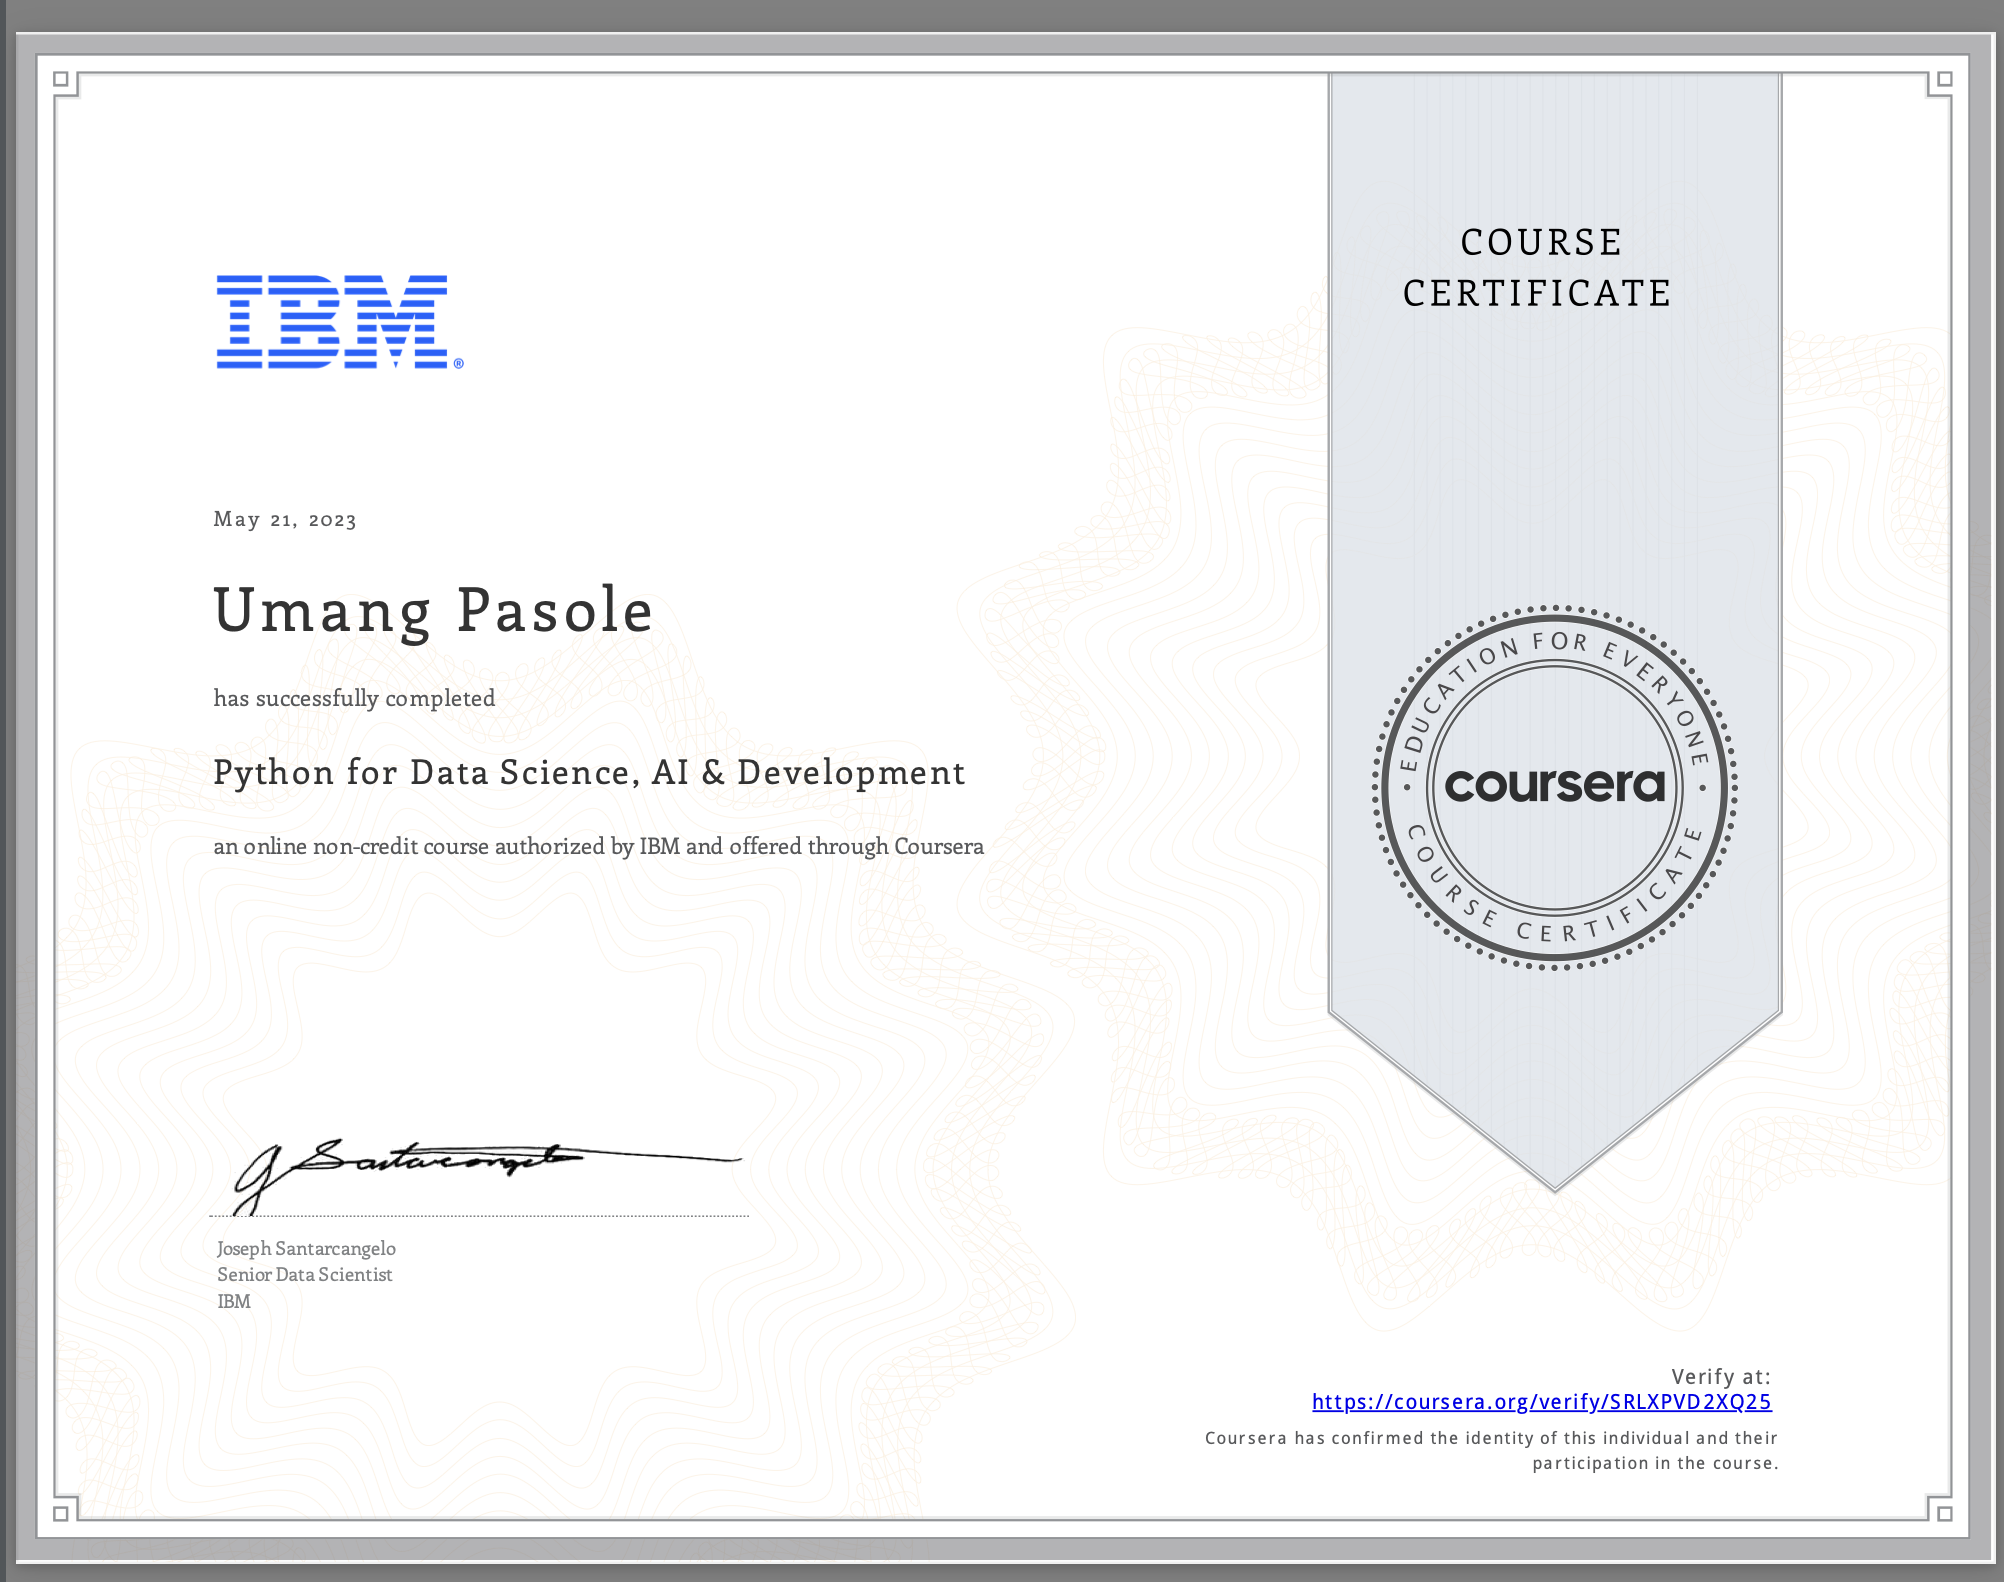 IBM®
COURSE
CERTIFICATE
May 21, 2023
Umang Pasole
has successfully completed
Python for Data Science, AI & Development
an online non-credit course authorized by IBM and offered through Coursera
EDUCATION FOR EVERYONE
coursera
COURSE CERTIFICATE
J Santarcangelo
Joseph Santarcangelo
Senior Data Scientist
IBM
Verify at:
https://coursera.org/verify/SRLXPVD2XQ25
Coursera has confirmed the identity of this individual and their
participation in the course.